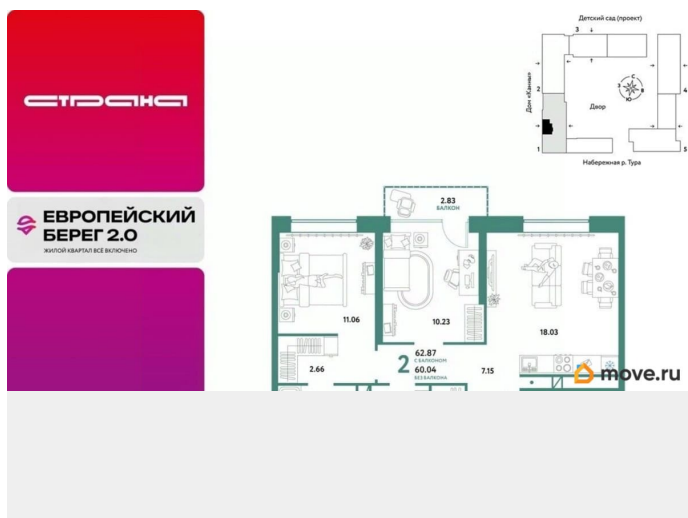 СТРАНА
ЕВРОПЕЙСКИЙ
БЕРЕГ 2.0
ЖИЛОЙ КВАРТАЛ ВСЁ ВКЛЮЧЕНО
Детский сад (проект)
3
2
Дом «Каниш»
С
З
В
Ю
Двор
4
1
5
Набережная р. Тура
2.83
БАЛКОН
11.06
10.23
18.03
2.66
2
62.87
С БАЛКОНОМ
60.04
БЕЗ БАЛКОНА
7.15
move.ru